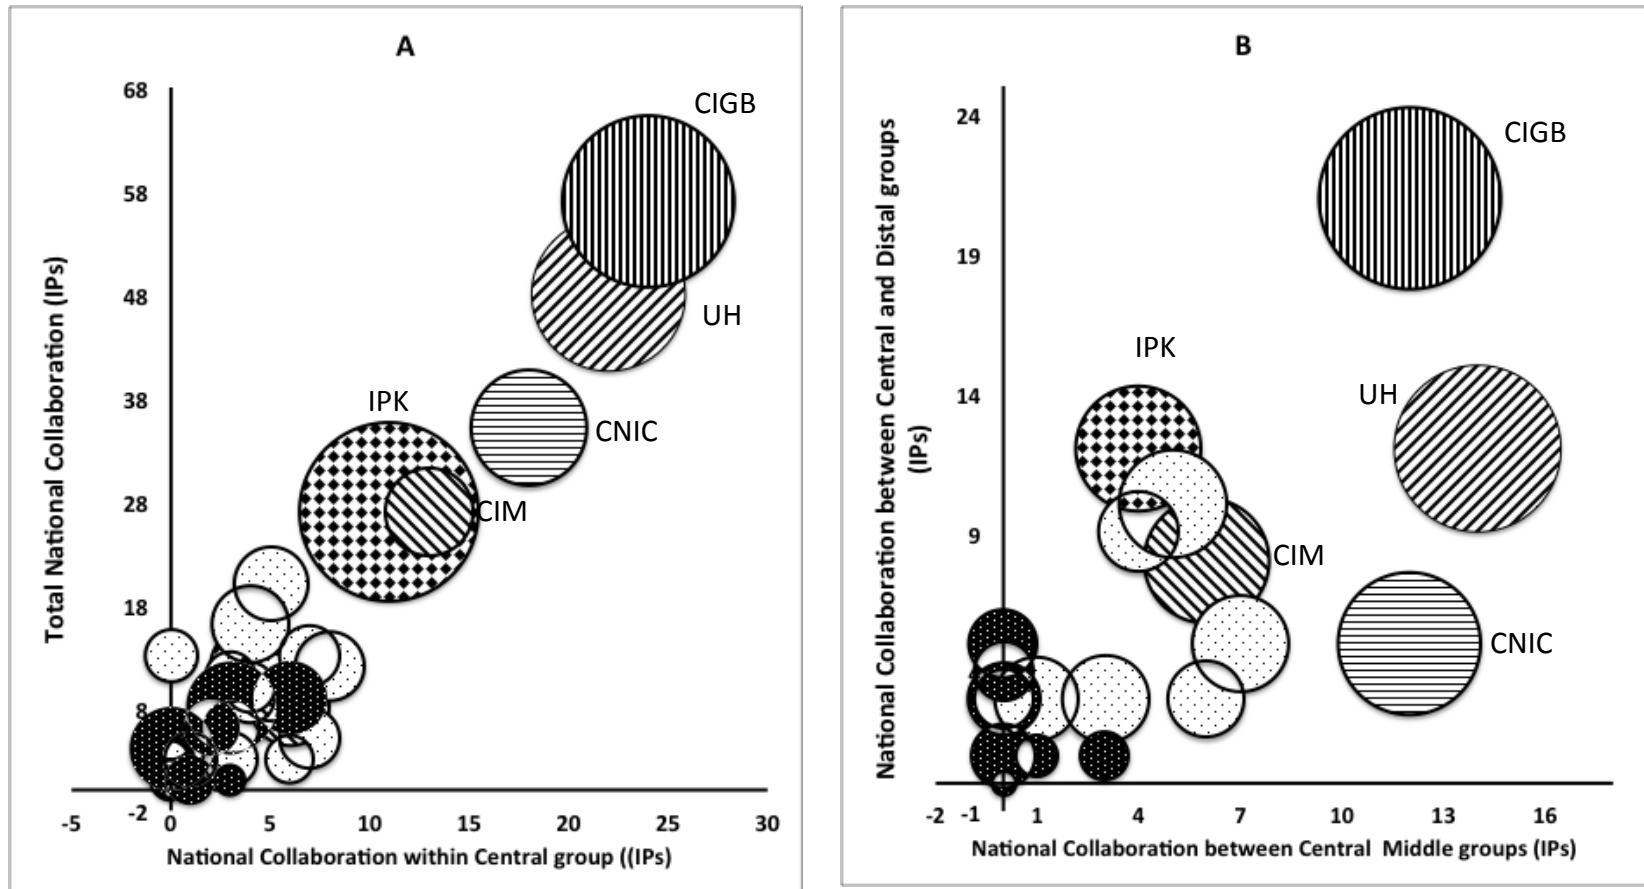 A
68
58
48
38
28
18
8
-2
-5
0
5
10
15
20
25
30
CIGB
UH
IPK
CNIC
CIM
Total National Collaboration (IPs)
National Collaboration within Central group ((IPs)
B
24
19
14
9
-1
-2
1
4
7
10
13
16
CIGB
IPK
UH
CIM
CNIC
National Collaboration between Central and Distal groups
(IPs)
National Collaboration between Central Middle groups (IPs)